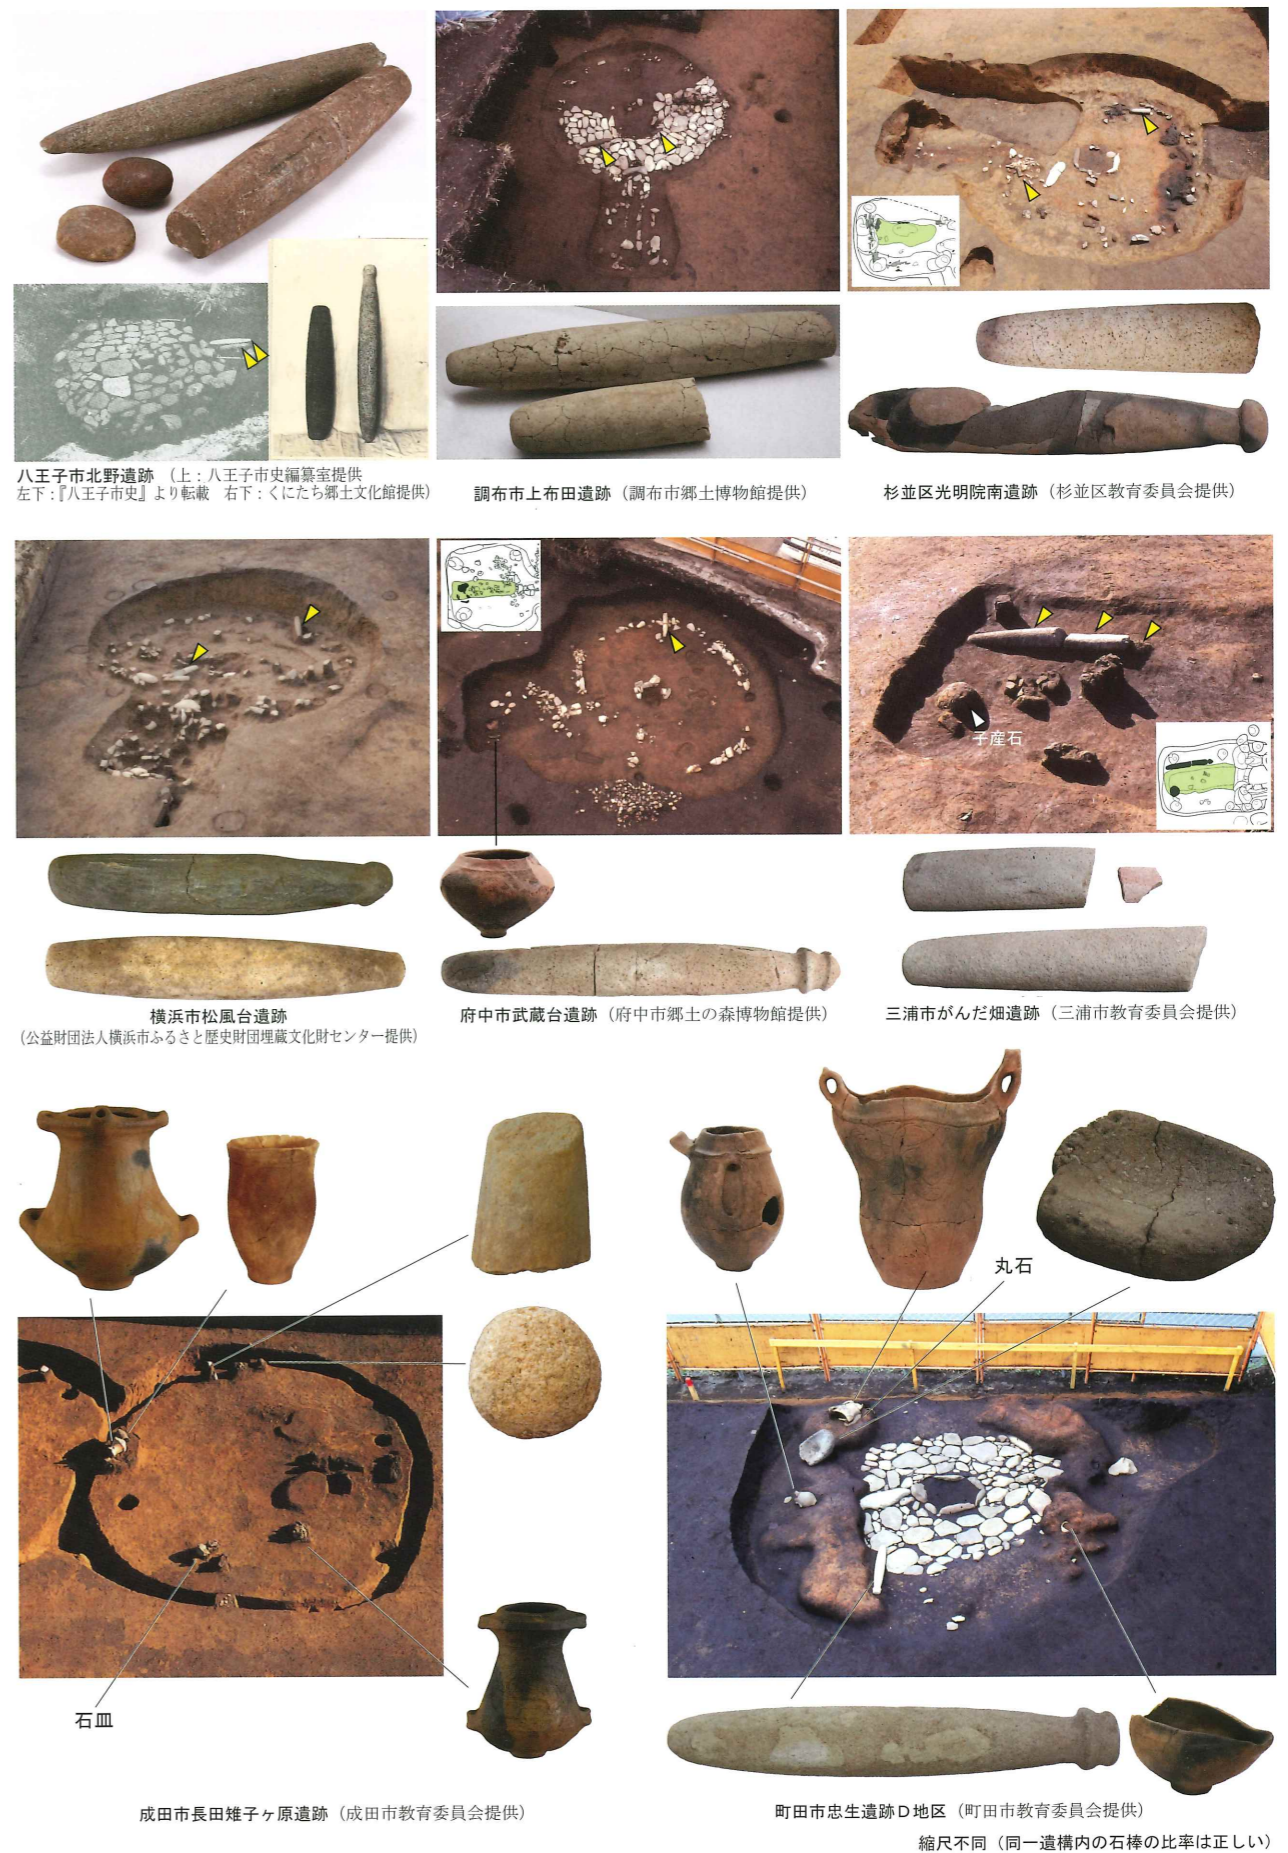 八王子市北野遺跡 （上：八王子市史編纂室提供
左下：『八王子市史』より転載　右下：くにたち郷土文化館提供）
調布市上布田遺跡（調布市郷土博物館提供）
杉並区光明院南遺跡（杉並区教育委員会提供）
子産石
横浜市松風台遺跡
（公益財団法人横浜市ふるさと歴史財団埋蔵文化財センター提供）
府中市武蔵台遺跡（府中市郷土の森博物館提供）
三浦市がんだ畑遺跡（三浦市教育委員会提供）
丸石
石皿
成田市長田雉子ヶ原遺跡（成田市教育委員会提供）
町田市忠生遺跡Ｄ地区（町田市教育委員会提供）
縮尺不同（同一遺構内の石棒の比率は正しい）